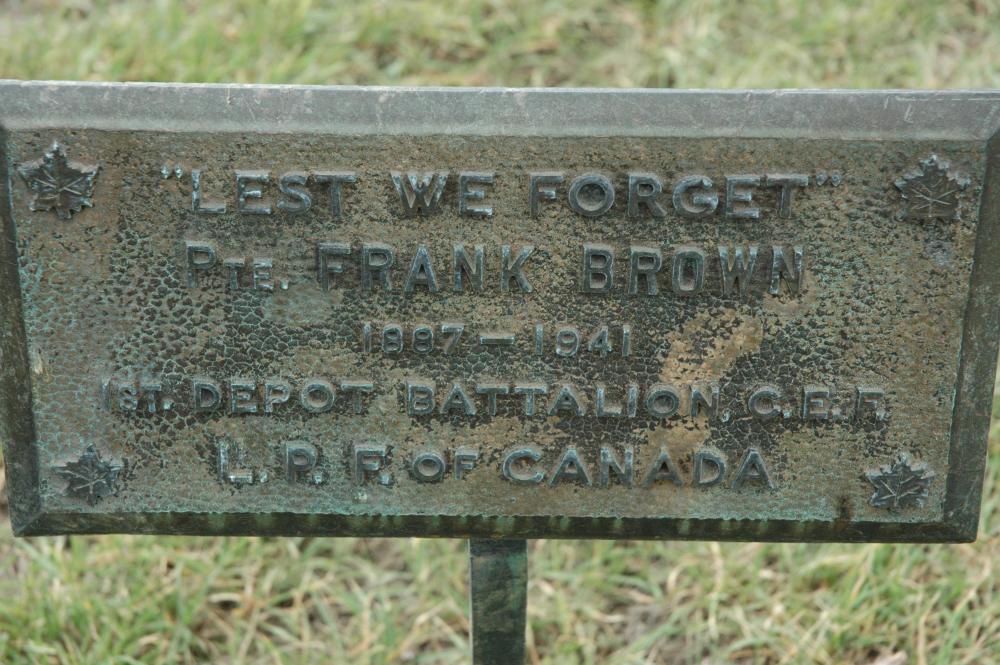 "LEST WE FORGET"
PTE. FRANK BROWN
1887 — 1941
1ST. DEPOT BATTALION, C.E.F.
L.P.F. OF CANADA